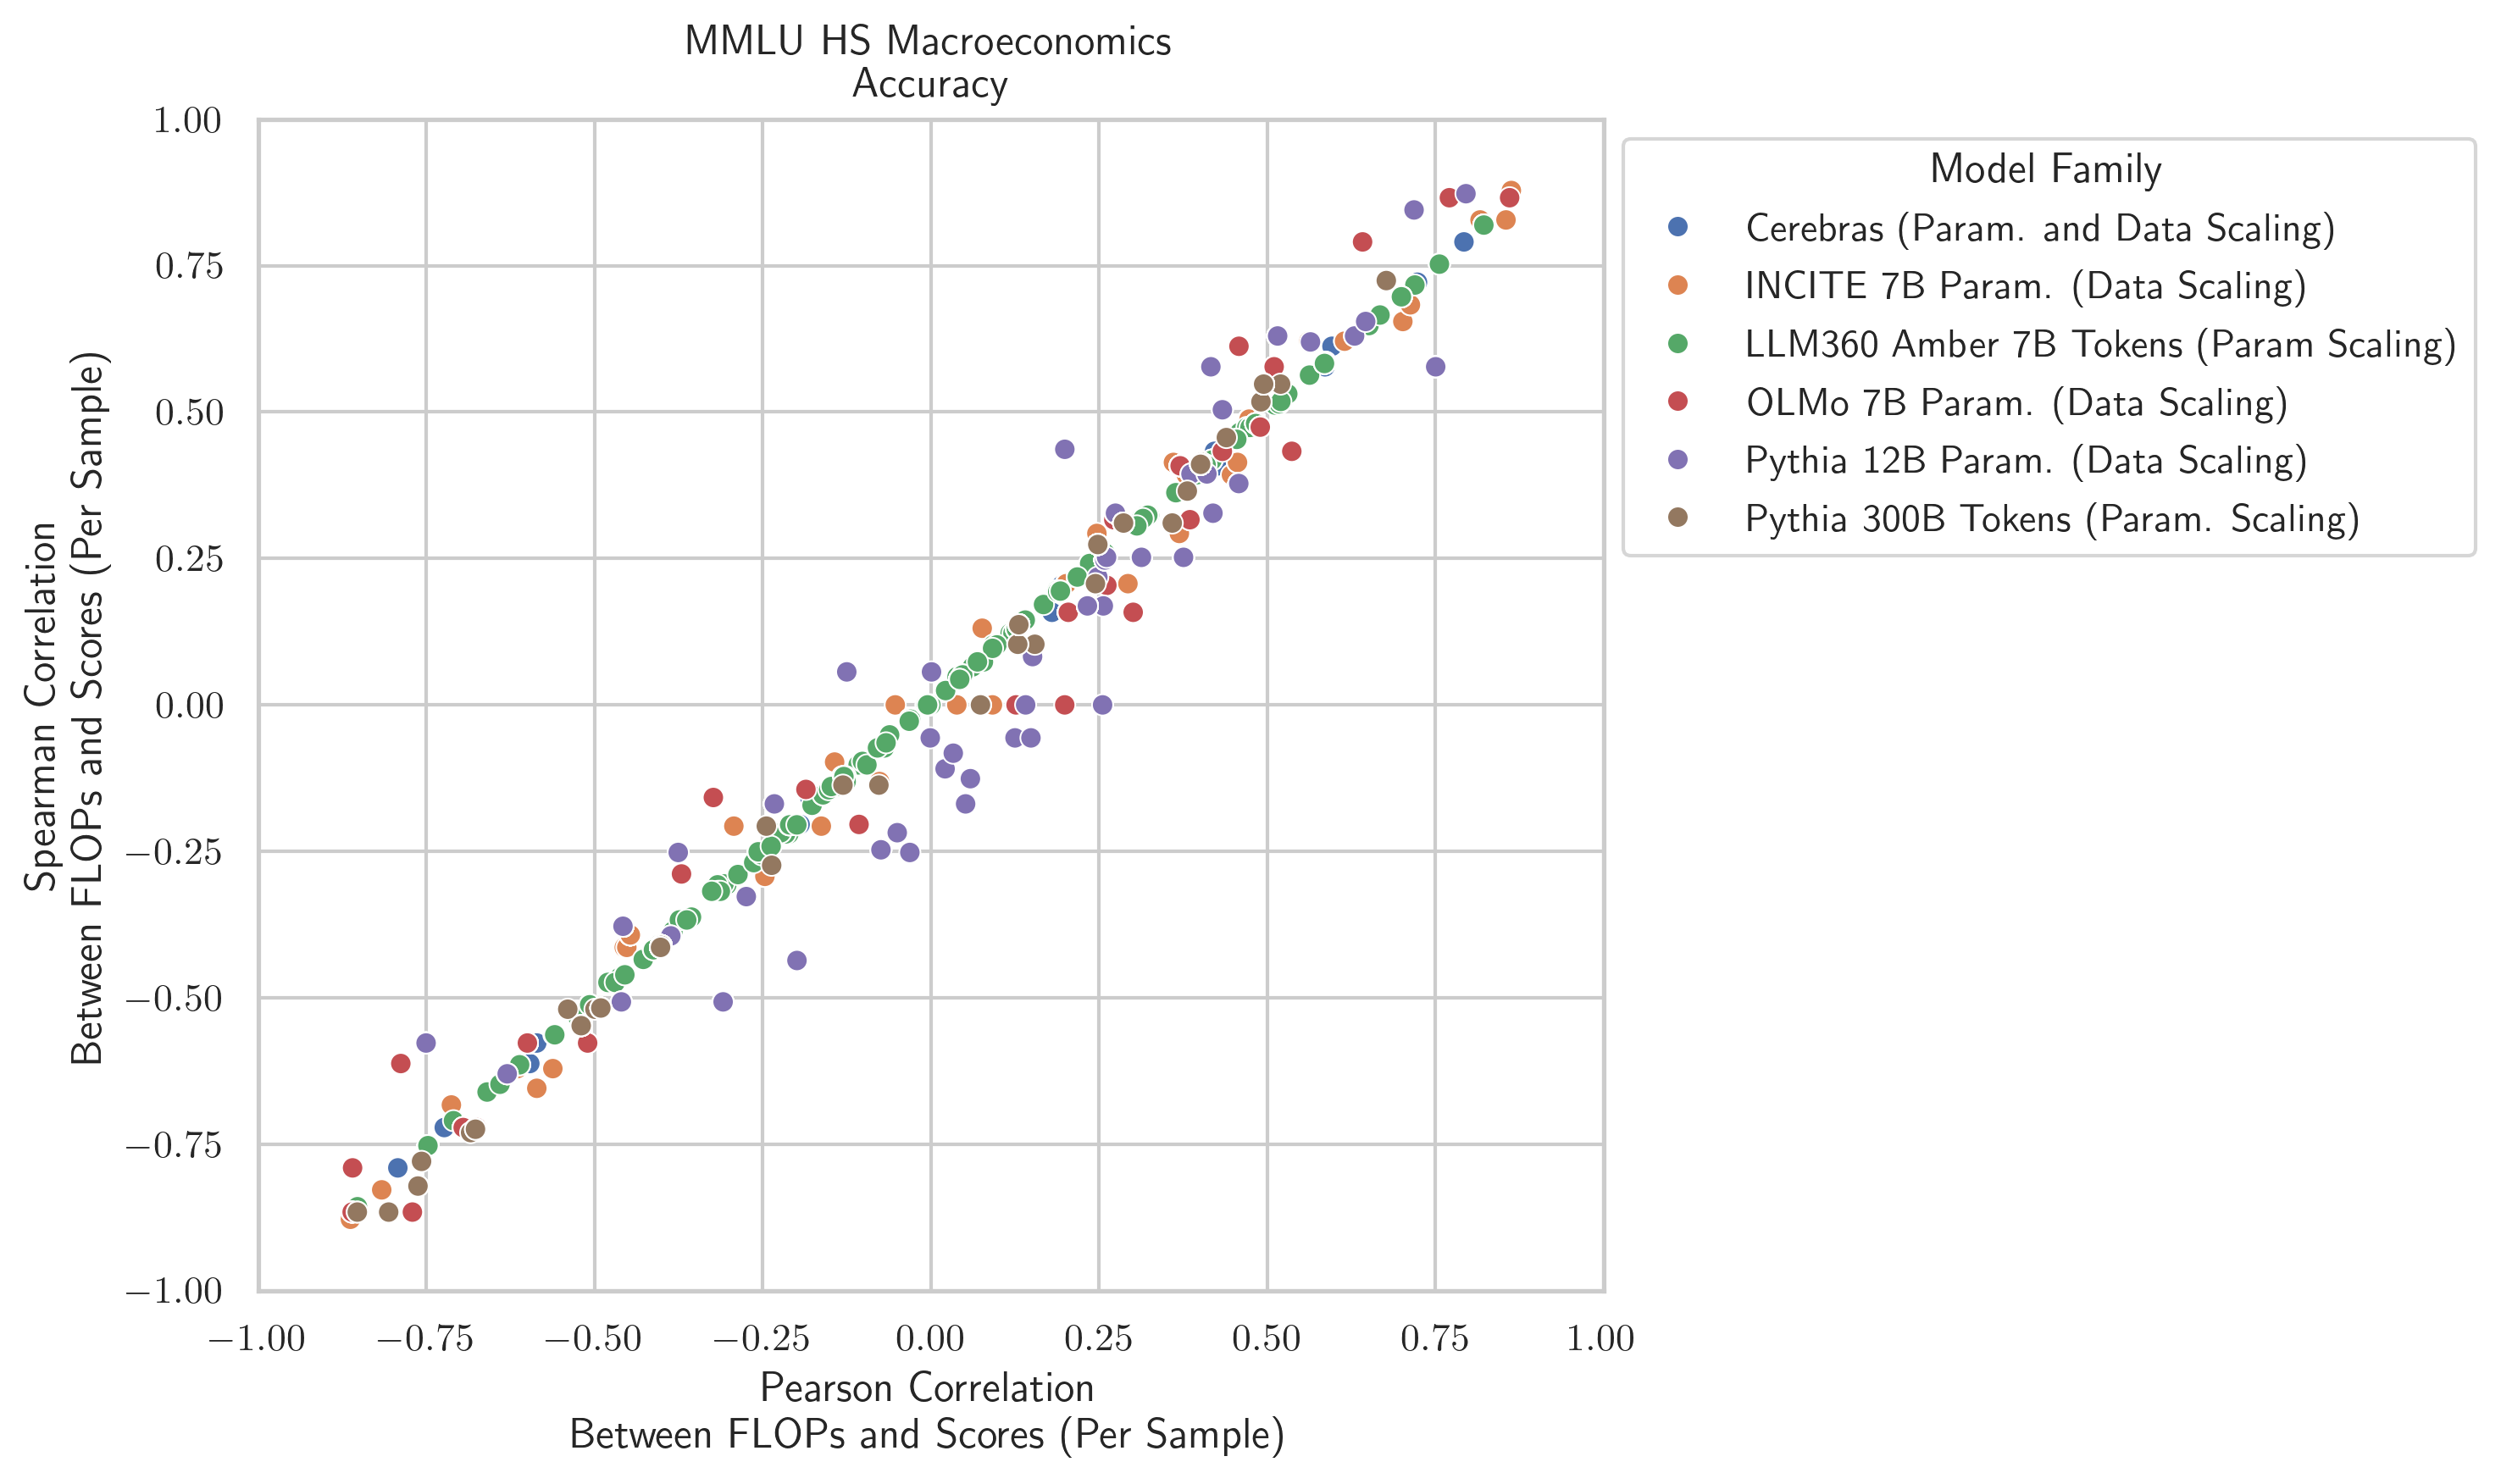 MMLU HS Macroeconomics
Accuracy
Spearman Correlation
Between FLOPs and Scores (Per Sample)
1.00
0.75
0.50
0.25
0.00
−0.25
−0.50
−0.75
−1.00
−1.00 −0.75 −0.50 −0.25 0.00 0.25 0.50 0.75 1.00
Pearson Correlation
Between FLOPs and Scores (Per Sample)
Model Family
Cerebras (Param. and Data Scaling)
INCITE 7B Param. (Data Scaling)
LLM360 Amber 7B Tokens (Param Scaling)
OLMo 7B Param. (Data Scaling)
Pythia 12B Param. (Data Scaling)
Pythia 300B Tokens (Param. Scaling)